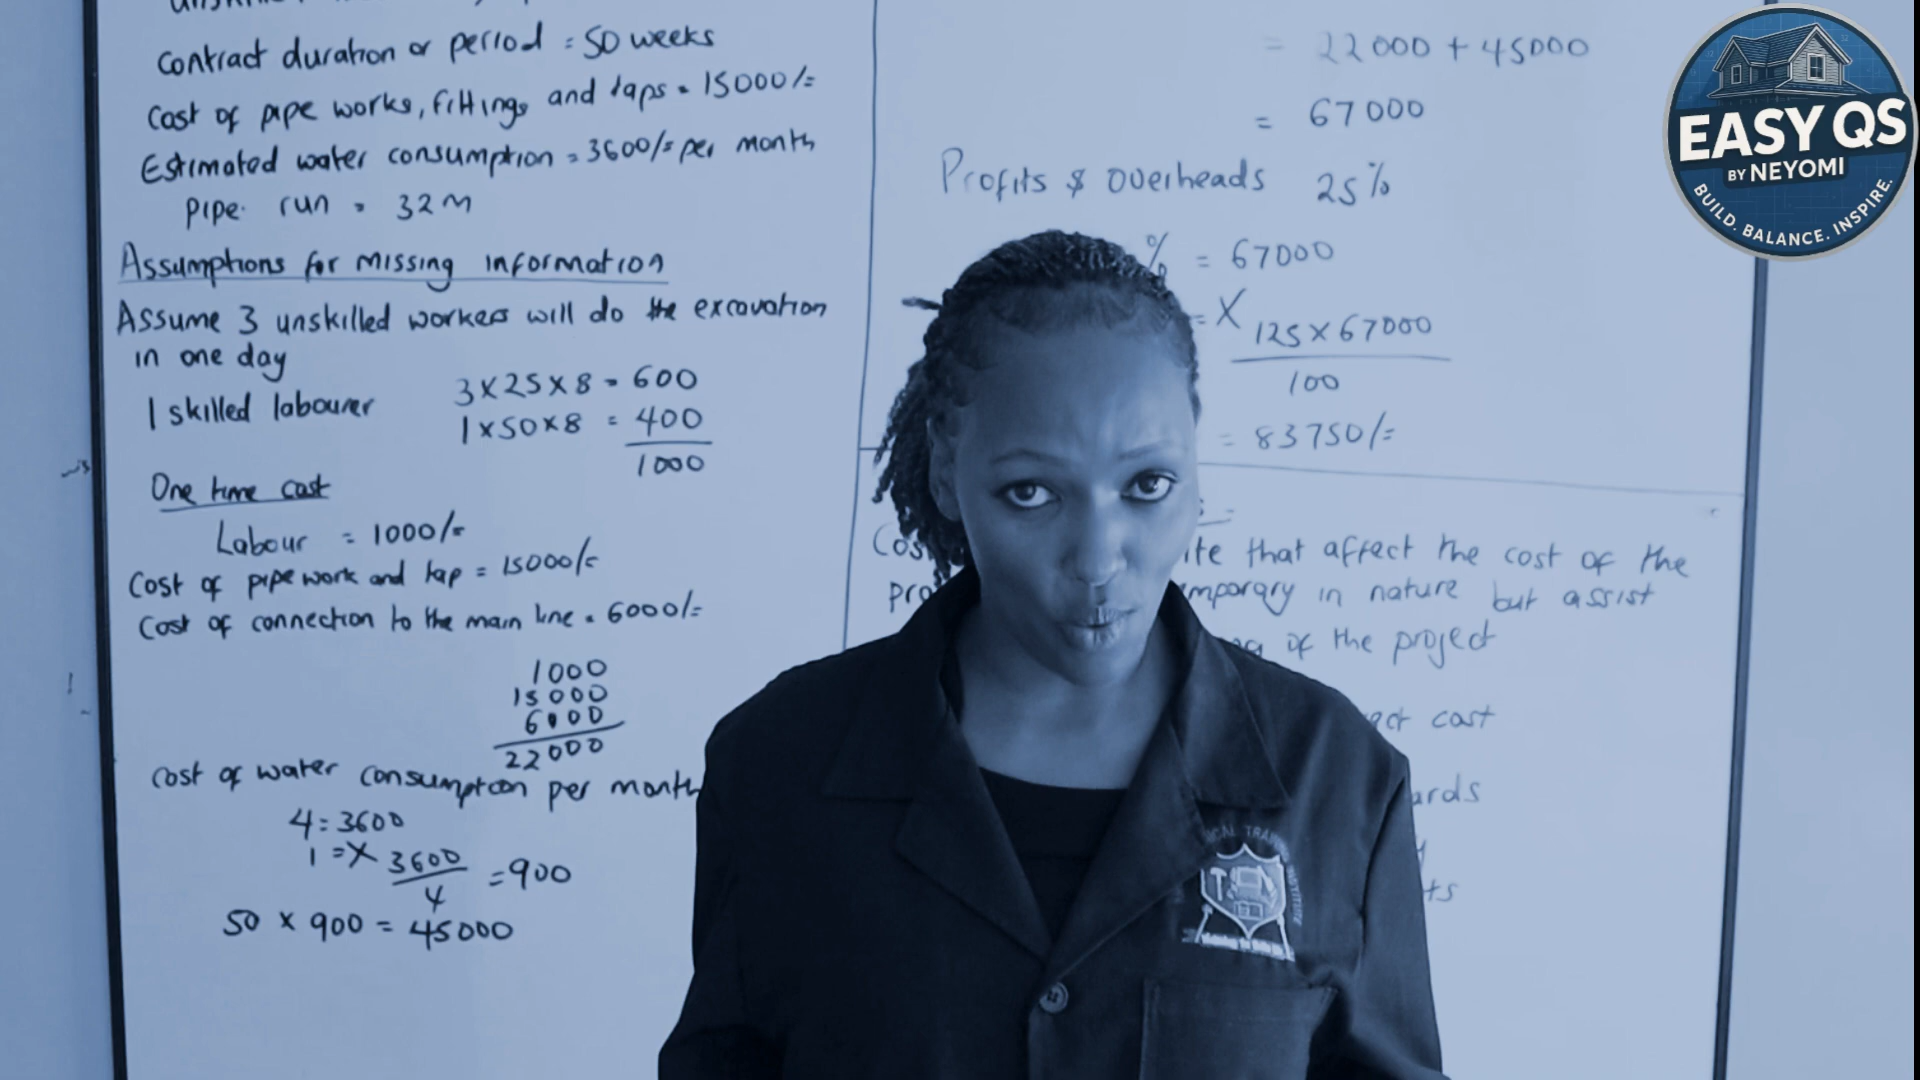 contract duration or period = 50 weeks
Cost of pipe works, fittings and taps = 15000/=
Estimated water consumption = 3600/= per month
pipe run = 32M
Assumptions for missing information
Assume 3 unskilled workers will do the excavation
in one day
1 skilled labourer
3 x 25 x 8 = 600
1 x 50 x 8 = 400
1000
One time cost
Labour = 1000/=
Cost of pipe work and tap = 15000/=
Cost of connection to the main line = 6000/=
1000
15000
6000
22000
Cost of water consumption per month
4 = 3600
1 = X 3600 = 900
4
50 x 900 = 45000
= 22000 + 45000
= 67000
Profits & overheads 25%
% = 67000
= X 125 x 67000
100
= 83750/=
that affect the cost of the
in nature but assist
of the project
cost
EASY QS
BY NEYOMI
BUILD. BALANCE. INSPIRE.